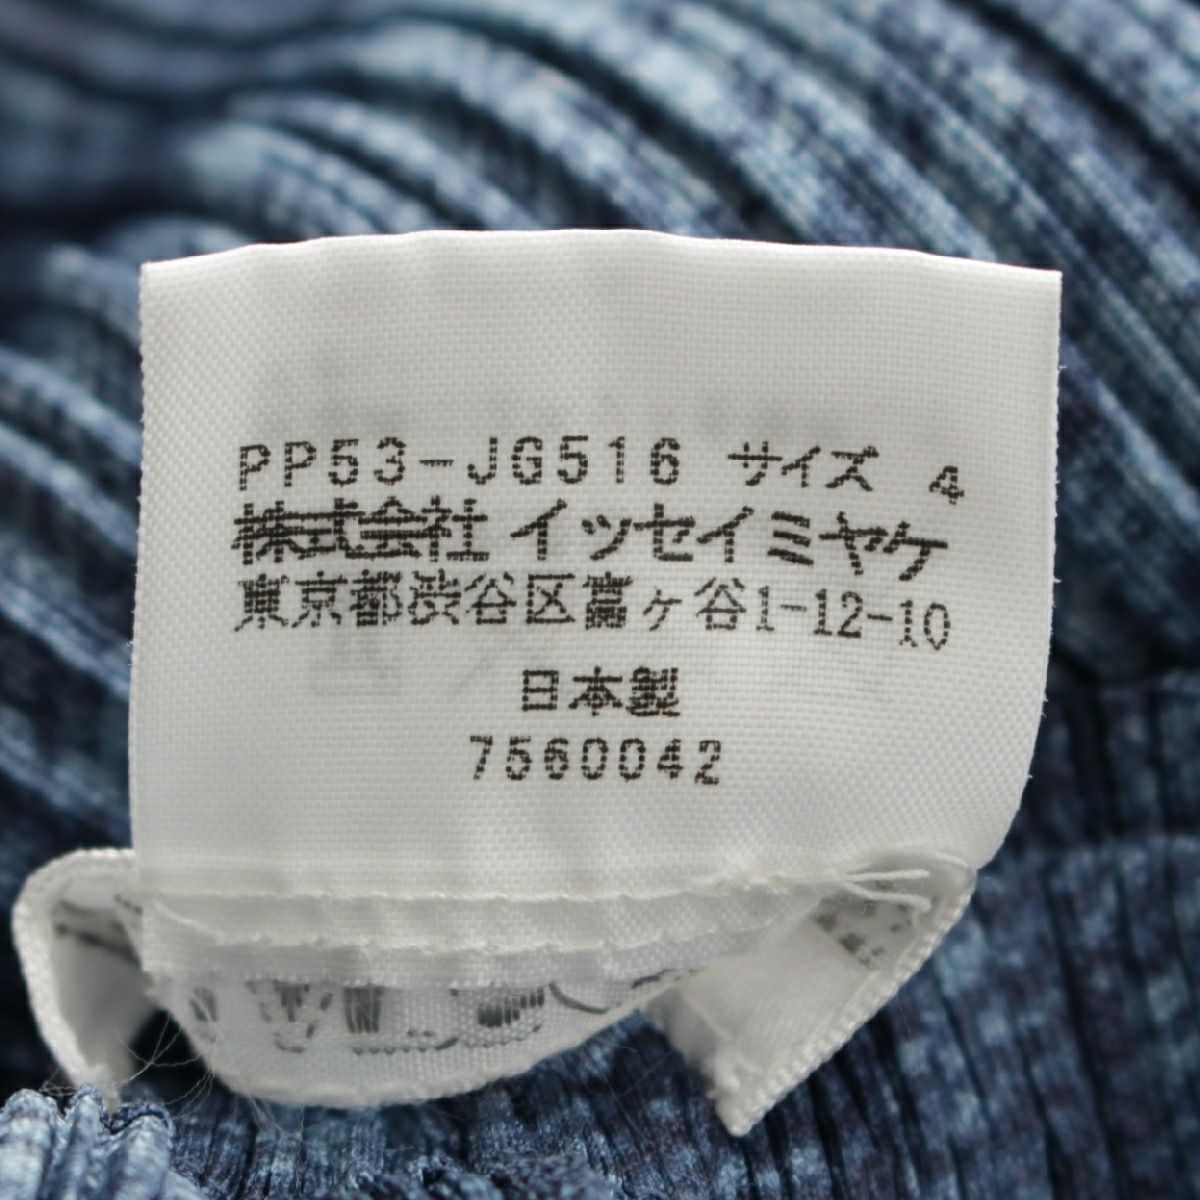 PP53-JG516 サイズ 4
株式会社 イッセイミヤケ
東京都渋谷区富ヶ谷1-12-10
日本製
7560042